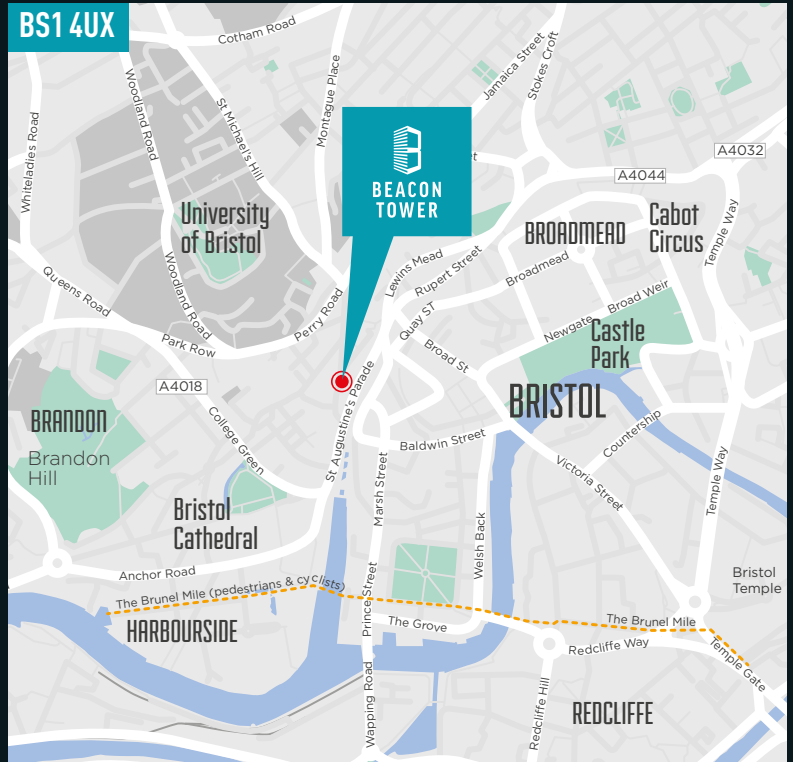 BS1 4UX
Cotham Road
Jamaica Street
Stokes Croft
Whiteladies Road
Woodland Road
St Michael's Hill
Montague Place
BEACON
TOWER
A4032
A4044
University
of Bristol
BROADMEAD
Cabot
Circus
Temple Way
Lewins Mead
Rupert Street
Broadmead
Queens Road
Woodland Road
Perry Road
Quay ST
Newgate
Broad Weir
Park Row
Broad St
Castle
Park
A4018
St Augustine's Parade
BRISTOL
BRANDON
Brandon
Hill
College Green
Baldwin Street
Countership
Marsh Street
Victoria Street
Temple Way
Bristol
Cathedral
Welsh Back
Anchor Road
Bristol
Temple
The Brunel Mile (pedestrians & cyclists)
Prince Street
HARBOURSIDE
The Grove
The Brunel Mile
Redcliffe Way
Temple Gate
Wapping Road
Redcliffe Hill
REDCLIFFE